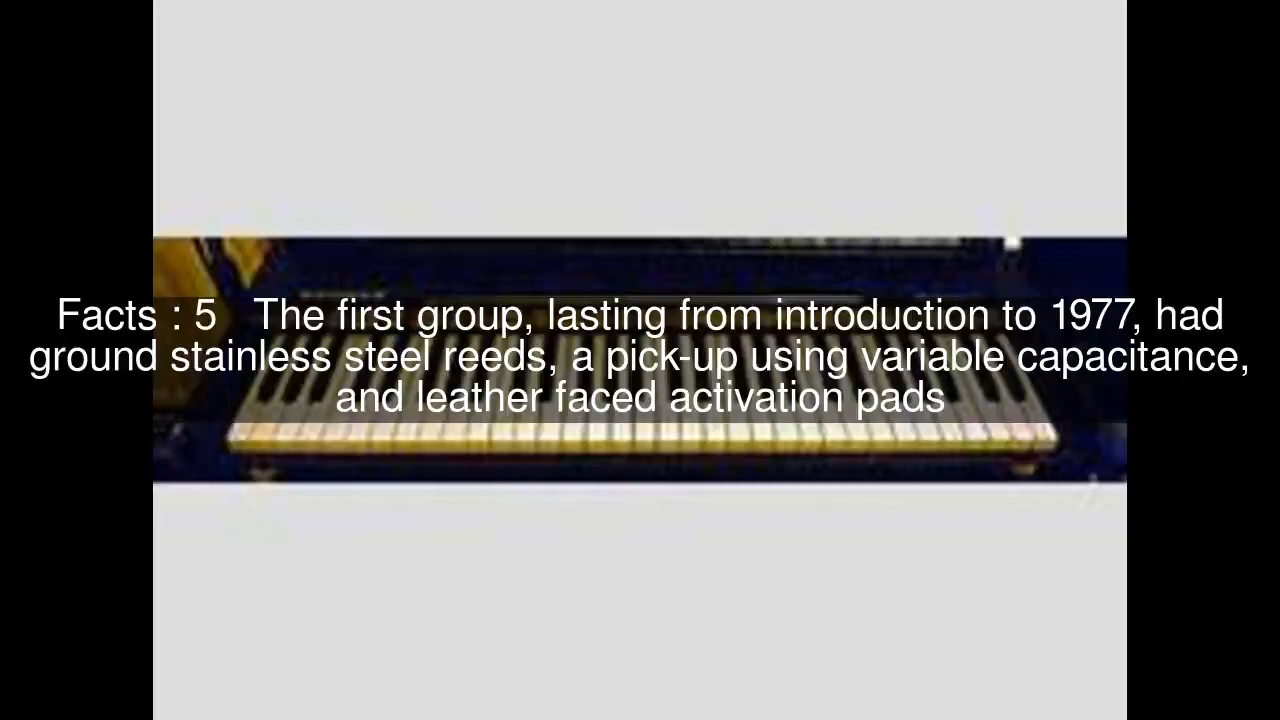 Facts : 5 The first group, lasting from introduction to 1977, had
ground stainless steel reeds, a pick-up using variable capacitance,
and leather faced activation pads